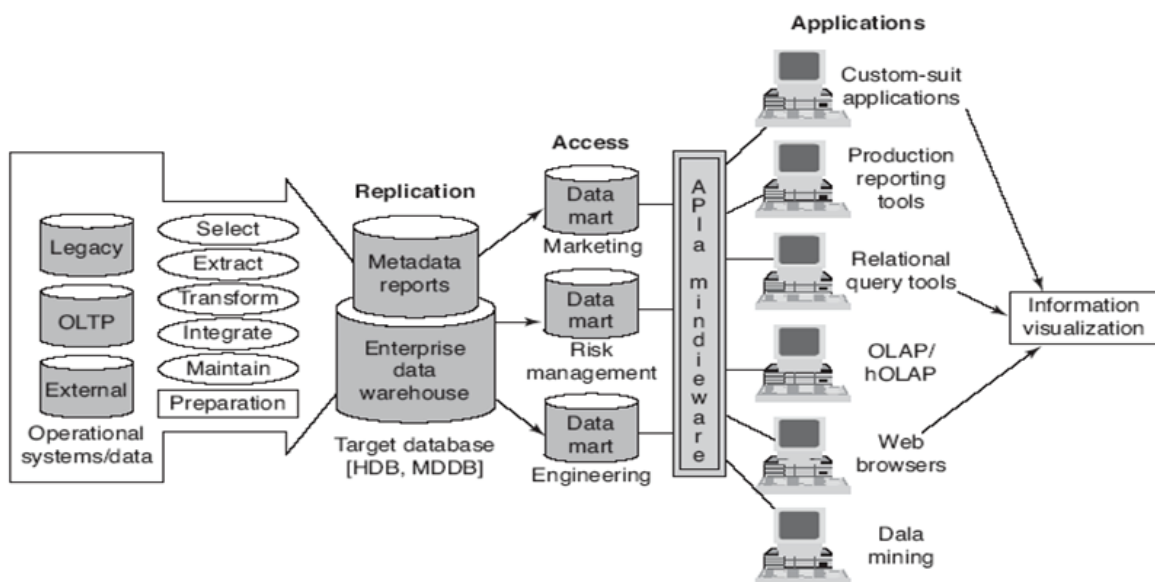 Applications
Custom-suit
applications
Production
reporting
tools
Relational
query tools
OLAP/
hOLAP
Web
browsers
Dala
mining
Information
visualization
Access
Data
mart
Marketing
Data
mart
Risk
management
Data
mart
Engineering
APIa mindieware
Replication
Metadata
reports
Enterprise
data
warehouse
Target database
[HDB, MDDB]
Legacy
OLTP
External
Operational
systems/data
Select
Extract
Transform
Integrate
Maintain
Preparation